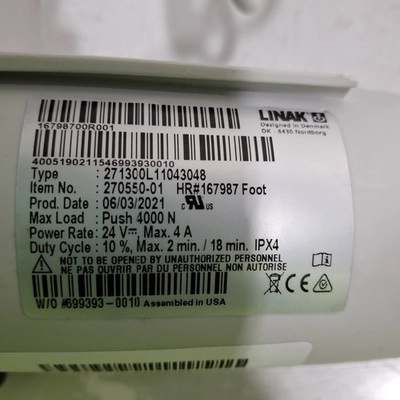 LINAK
Designed in Denmark
DK - 6430 Nordborg
16798700R001
4005190211546993930010
Type : 271300L11043048
Item No. : 270550-01 HR#167987 Foot
Prod. Date : 06/03/2021 c RU US
Max Load : Push 4000 N
Power Rate : 24 V⎓ Max. 4 A
Duty Cycle : 10 %, Max. 2 min. / 18 min. IPX4
NOT TO BE OPENED BY UNAUTHORIZED PERSONNEL
NE PAS OUVRIR PAR DU PERSONNEL NON AUTORISE
CE
W/O #699393-0010 Assembled in USA